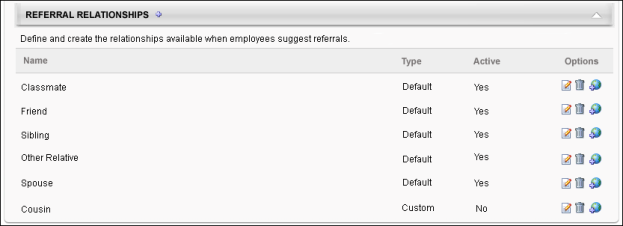 REFERRAL RELATIONSHIPS
Define and create the relationships available when employees suggest referrals.
Name Type Active Options
Classmate Default Yes
Friend Default Yes
Sibling Default Yes
Other Relative Default Yes
Spouse Default Yes
Cousin Custom No